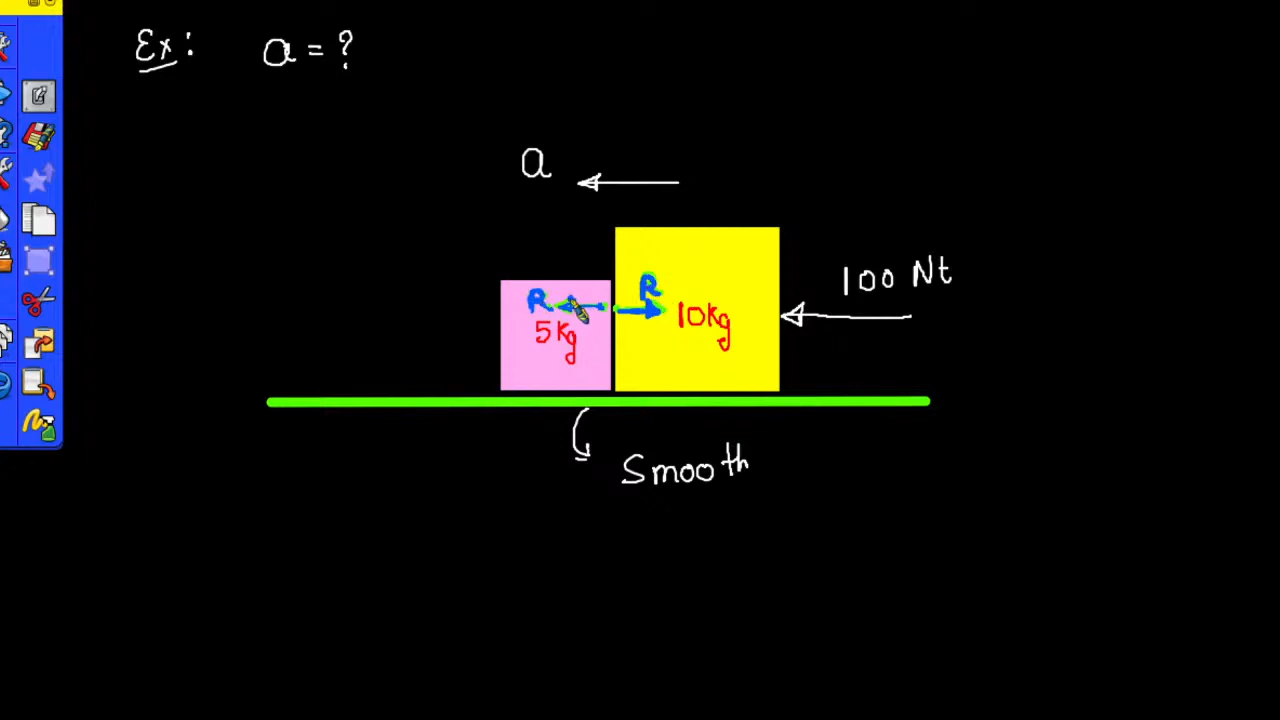 Ex: a = ?
a
100 Nt
R R
5kg 10kg
Smooth